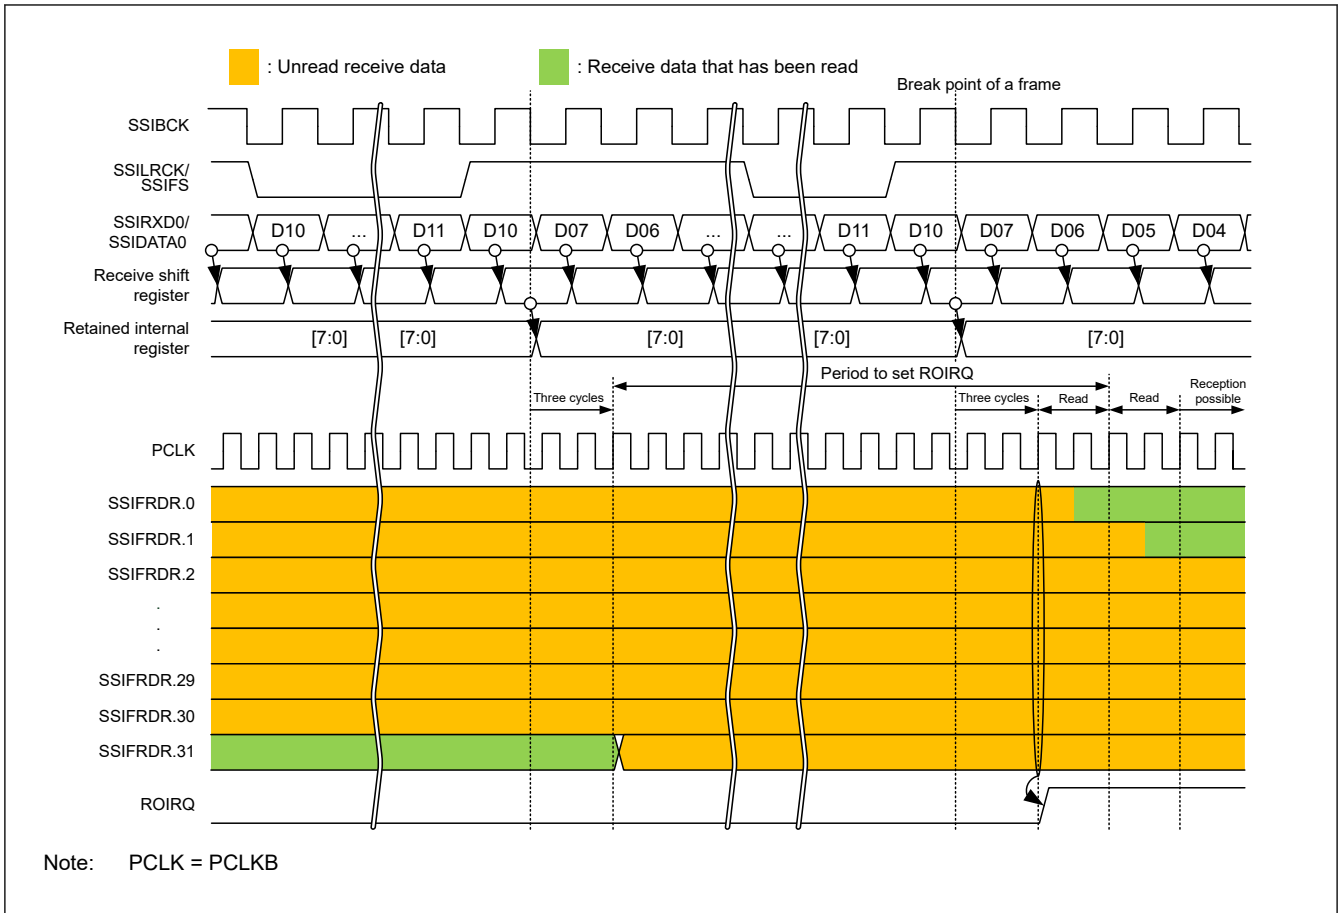 : Unread receive data
: Receive data that has been read
Break point of a frame
SSIBCK
SSILRCK/
SSIFS
SSIRXD0/
SSIDATA0
D10 ... D11 D10 D07 D06 ... ... D11 D10 D07 D06 D05 D04
Receive shift
register
Retained internal
register
[7:0] [7:0] [7:0] [7:0] [7:0]
Period to set ROIRQ
Three cycles
Three cycles
Read
Read
Reception
possible
PCLK
SSIFRDR.0
SSIFRDR.1
SSIFRDR.2
.
.
.
SSIFRDR.29
SSIFRDR.30
SSIFRDR.31
ROIRQ
Note: PCLK = PCLKB